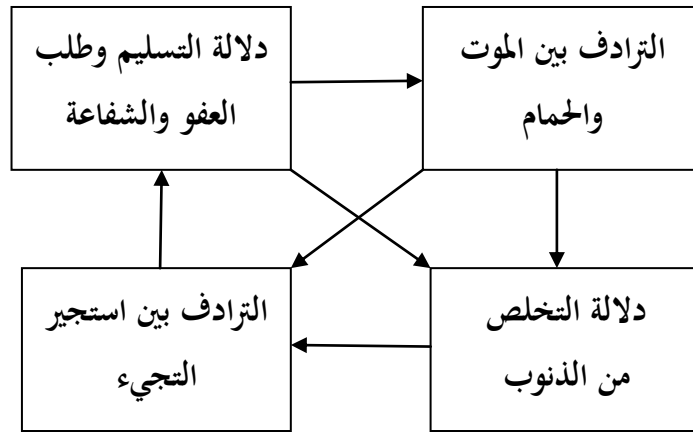 الترادف بين الموت
والحمام
دلالة التسليم وطلب
العفو والشفاعة
دلالة التخلص
من الذنوب
الترادف بين استجير
التجيء